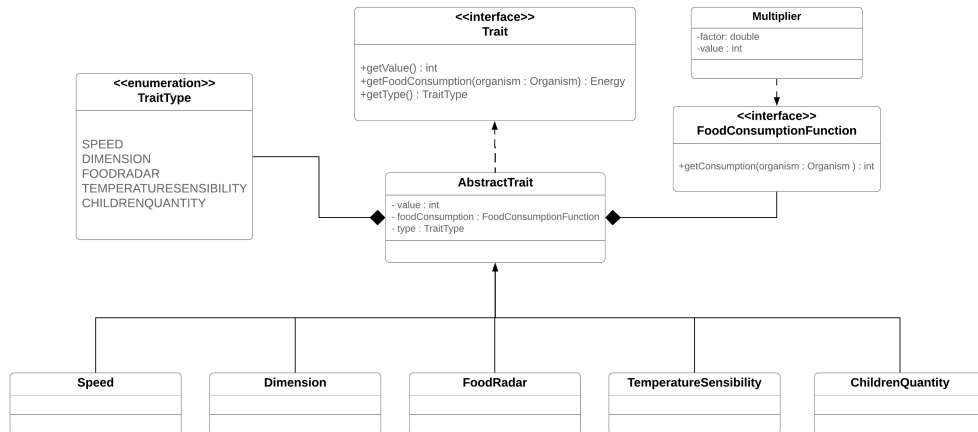 <<interface>>
Trait
+getValue() : int
+getFoodConsumption(organism : Organism) : Energy
+getType() : TraitType
Multiplier
-factor: double
-value : int
<<enumeration>>
TraitType
SPEED
DIMENSION
FOODRADAR
TEMPERATURESENSIBILITY
CHILDRENQUANTITY
<<interface>>
FoodConsumptionFunction
+getConsumption(organism : Organism ) : int
AbstractTrait
- value : int
- foodConsumption : FoodConsumptionFunction
- type : TraitType
Speed
Dimension
FoodRadar
TemperatureSensibility
ChildrenQuantity